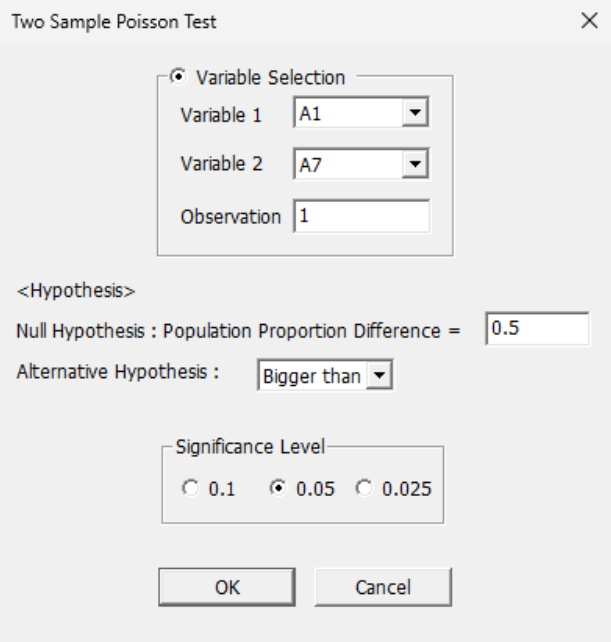 Two Sample Poisson Test
Variable Selection
Variable 1 A1
Variable 2 A7
Observation 1
<Hypothesis>
Null Hypothesis : Population Proportion Difference = 0.5
Alternative Hypothesis : Bigger than
Significance Level
0.1 0.05 0.025
OK Cancel